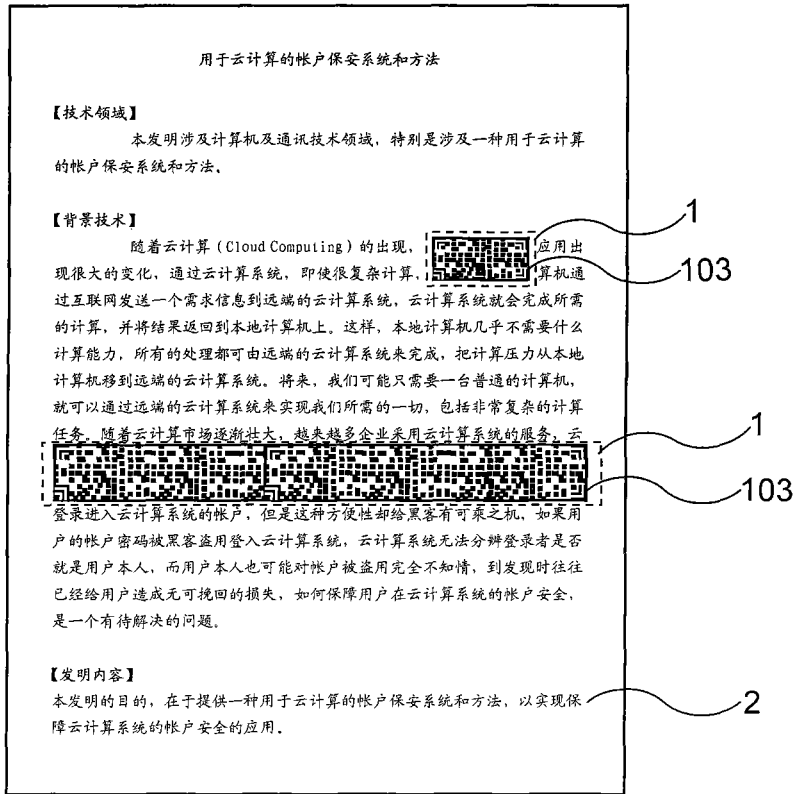 用于云计算的帐户保安系统和方法
【技术领域】
本发明涉及计算机及通讯技术领域，特别是涉及一种用于云计算
的帐户保安系统和方法。
【背景技术】
随着云计算（Cloud Computing）的出现， 应用出
现很大的变化，通过云计算系统，即使很复杂计算， 算机通
过互联网发送一个需求信息到远端的云计算系统，云计算系统就会完成所需
的计算，并将结果返回到本地计算机上。这样，本地计算机几乎不需要什么
计算能力，所有的处理都可由远端的云计算系统来完成，把计算压力从本地
计算机移到远端的云计算系统。将来，我们可能只需要一台普通的计算机，
就可以通过远端的云计算系统来实现我们所需的一切，包括非常复杂的计算
任务。随着云计算市场逐渐壮大，越来越多企业采用云计算系统的服务，云
登录进入云计算系统的帐户，但是这种方便性却给黑客有可乘之机，如果用
户的帐户密码被黑客盗用登入云计算系统，云计算系统无法分辨登录者是否
就是用户本人，而用户本人也可能对帐户被盗用完全不知情，到发现时往往
已经给用户造成无可挽回的损失，如何保障用户在云计算系统的帐户安全，
是一个有待解决的问题。
【发明内容】
本发明的目的，在于提供一种用于云计算的帐户保安系统和方法，以实现保
障云计算系统的帐户安全的应用。
1
103
1
103
2